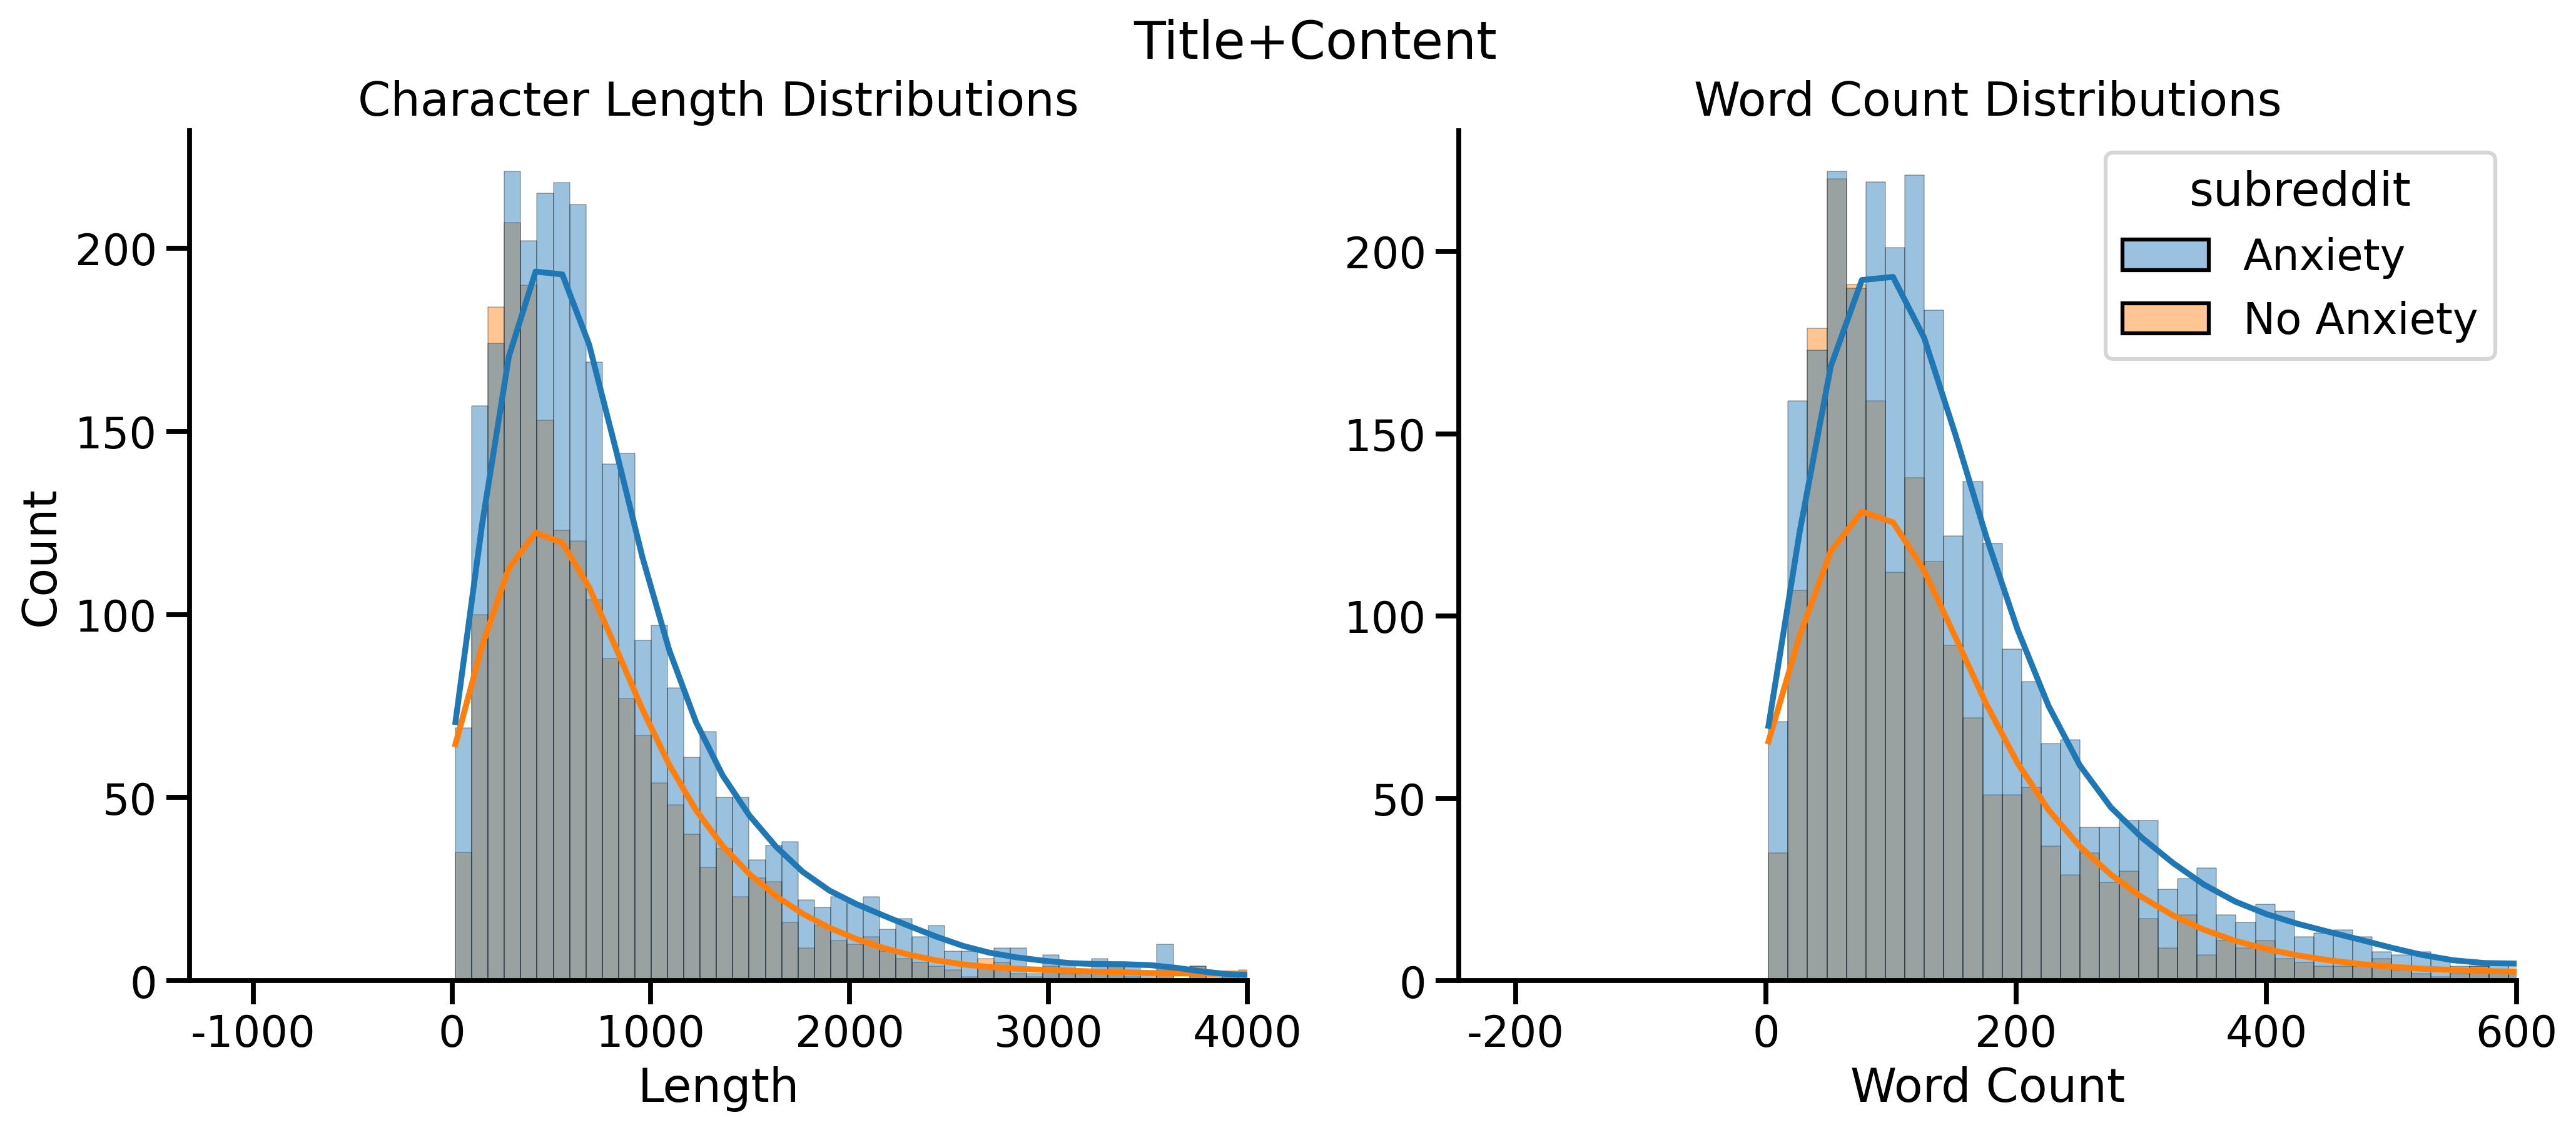 Title+Content
Character Length Distributions
Count
200
150
100
50
0
-1000 0 1000 2000 3000 4000
Length
Word Count Distributions
subreddit
Anxiety
No Anxiety
200
150
100
50
0
-200 0 200 400 600
Word Count